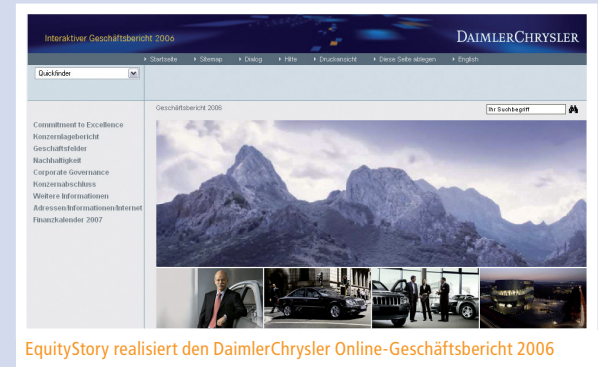 Interaktiver Geschäftsbericht 2006
DAIMLERCHRYSLER
Startseite Sitemap Dialog Hilfe Druckansicht Diese Seite ablegen English
Quickfinder
Geschäftsbericht 2006
Ihr Suchbegriff
Commitment to Excellence
Konzernlagebericht
Geschäftsfelder
Nachhaltigkeit
Corporate Governance
Konzernabschluss
Weitere Informationen
Adressen/Informationen/Internet
Finanzkalender 2007
EquityStory realisiert den DaimlerChrysler Online-Geschäftsbericht 2006